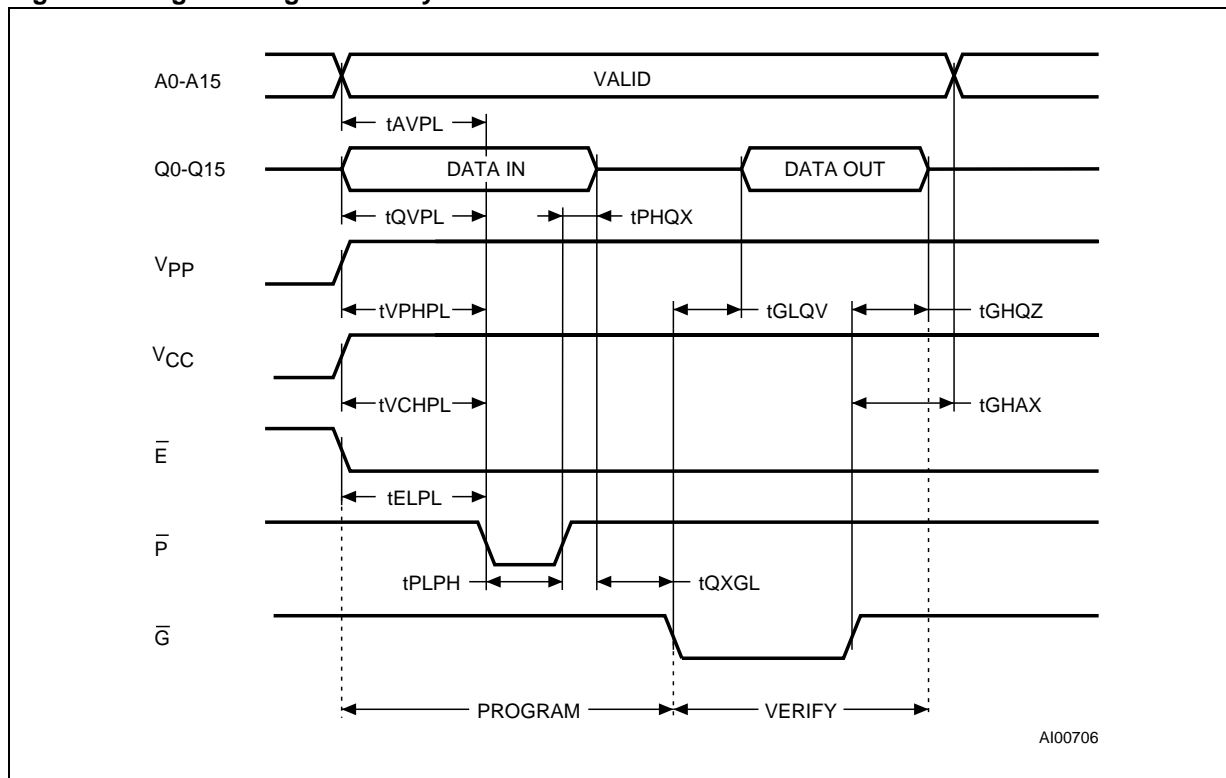 A0-A15
VALID
tAVPL
Q0-Q15
DATA IN
DATA OUT
tQVPL
tPHQX
VPP
tVPHPL
tGLQV
tGHQZ
VCC
tVCHPL
tGHAX
E̅
tELPL
P̅
tPLPH
tQXGL
G̅
PROGRAM
VERIFY
AI00706